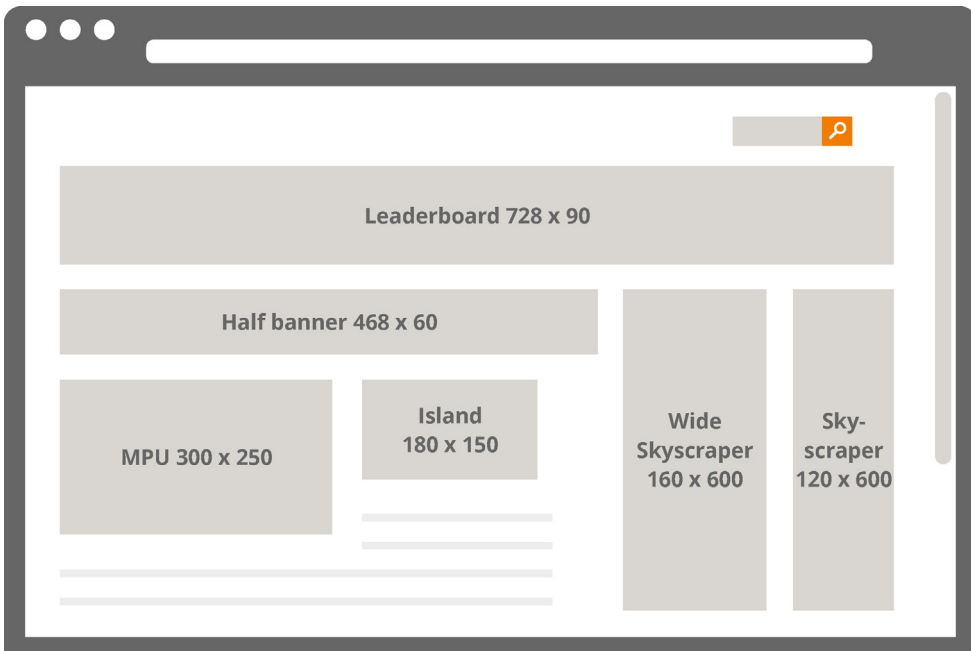 Leaderboard 728 x 90
Half banner 468 x 60
MPU 300 x 250
Island
180 x 150
Wide
Skyscraper
160 x 600
Sky-
scraper
120 x 600